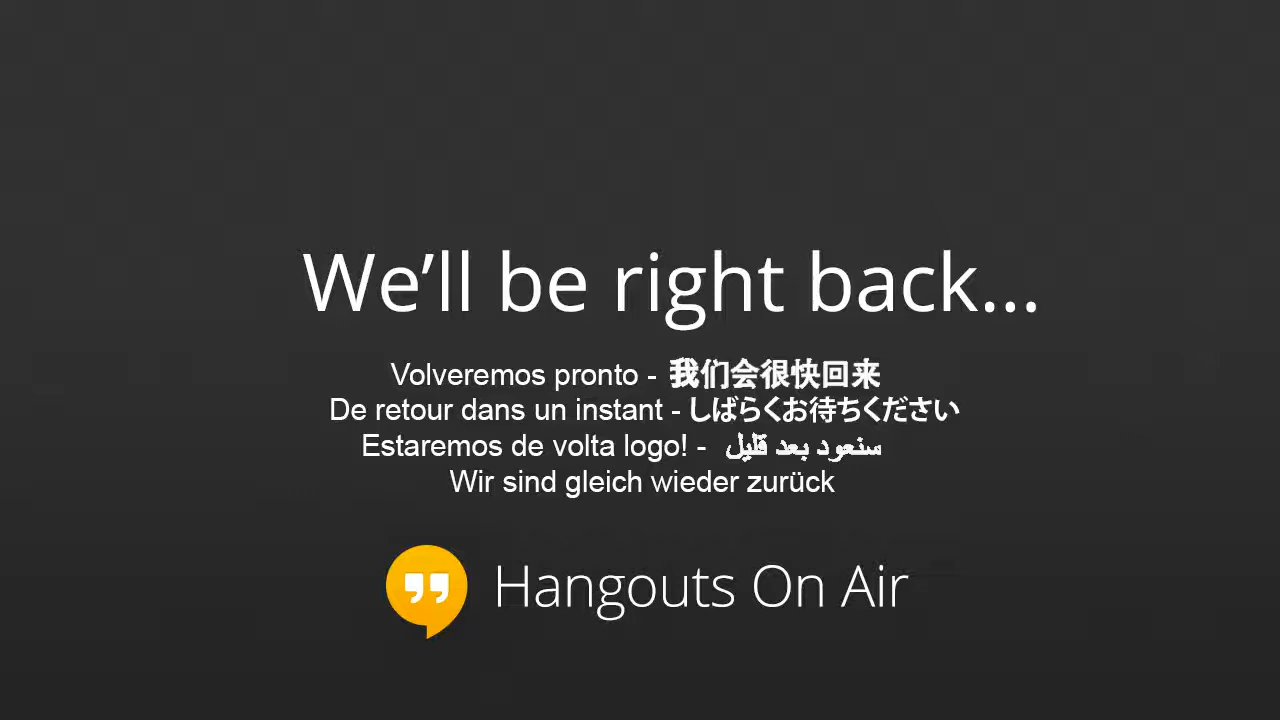 We’ll be right back...
Volveremos pronto - 我们会很快回来
De retour dans un instant - しばらくお待ちください
Estaremos de volta logo! - سنعود بعد قليل
Wir sind gleich wieder zurück
Hangouts On Air